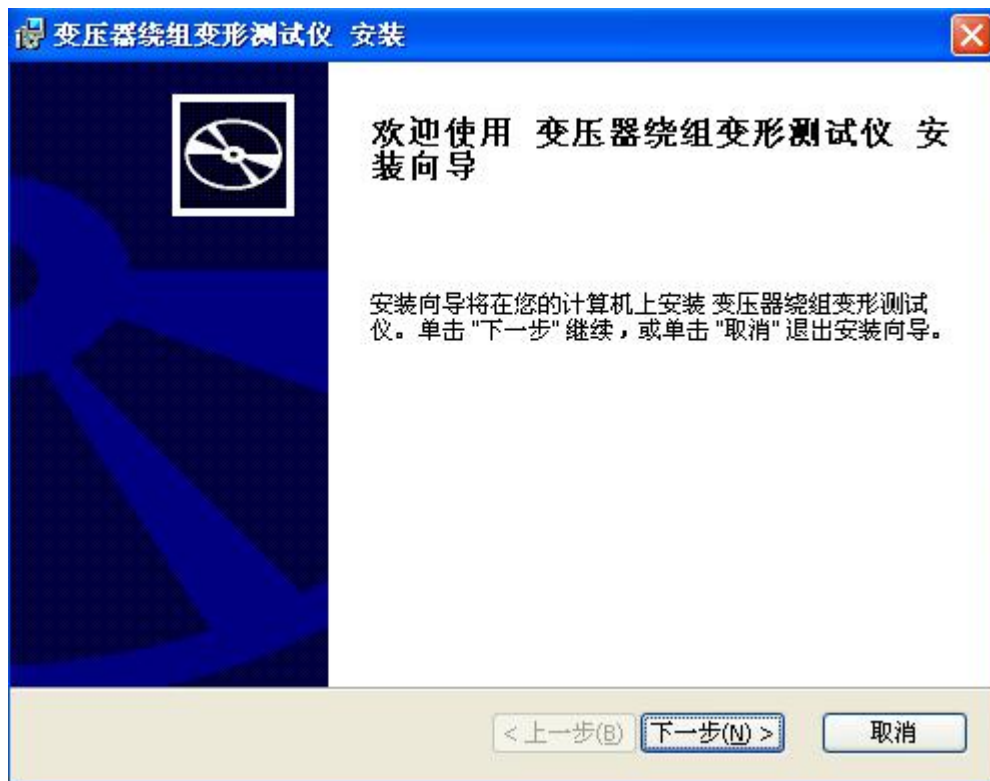 变压器绕组变形测试仪 安装
欢迎使用 变压器绕组变形测试仪 安
装向导
安装向导将在您的计算机上安装 变压器绕组变形测试
仪。单击 "下一步" 继续，或单击 "取消" 退出安装向导。
< 上一步(B) 下一步(N) > 取消